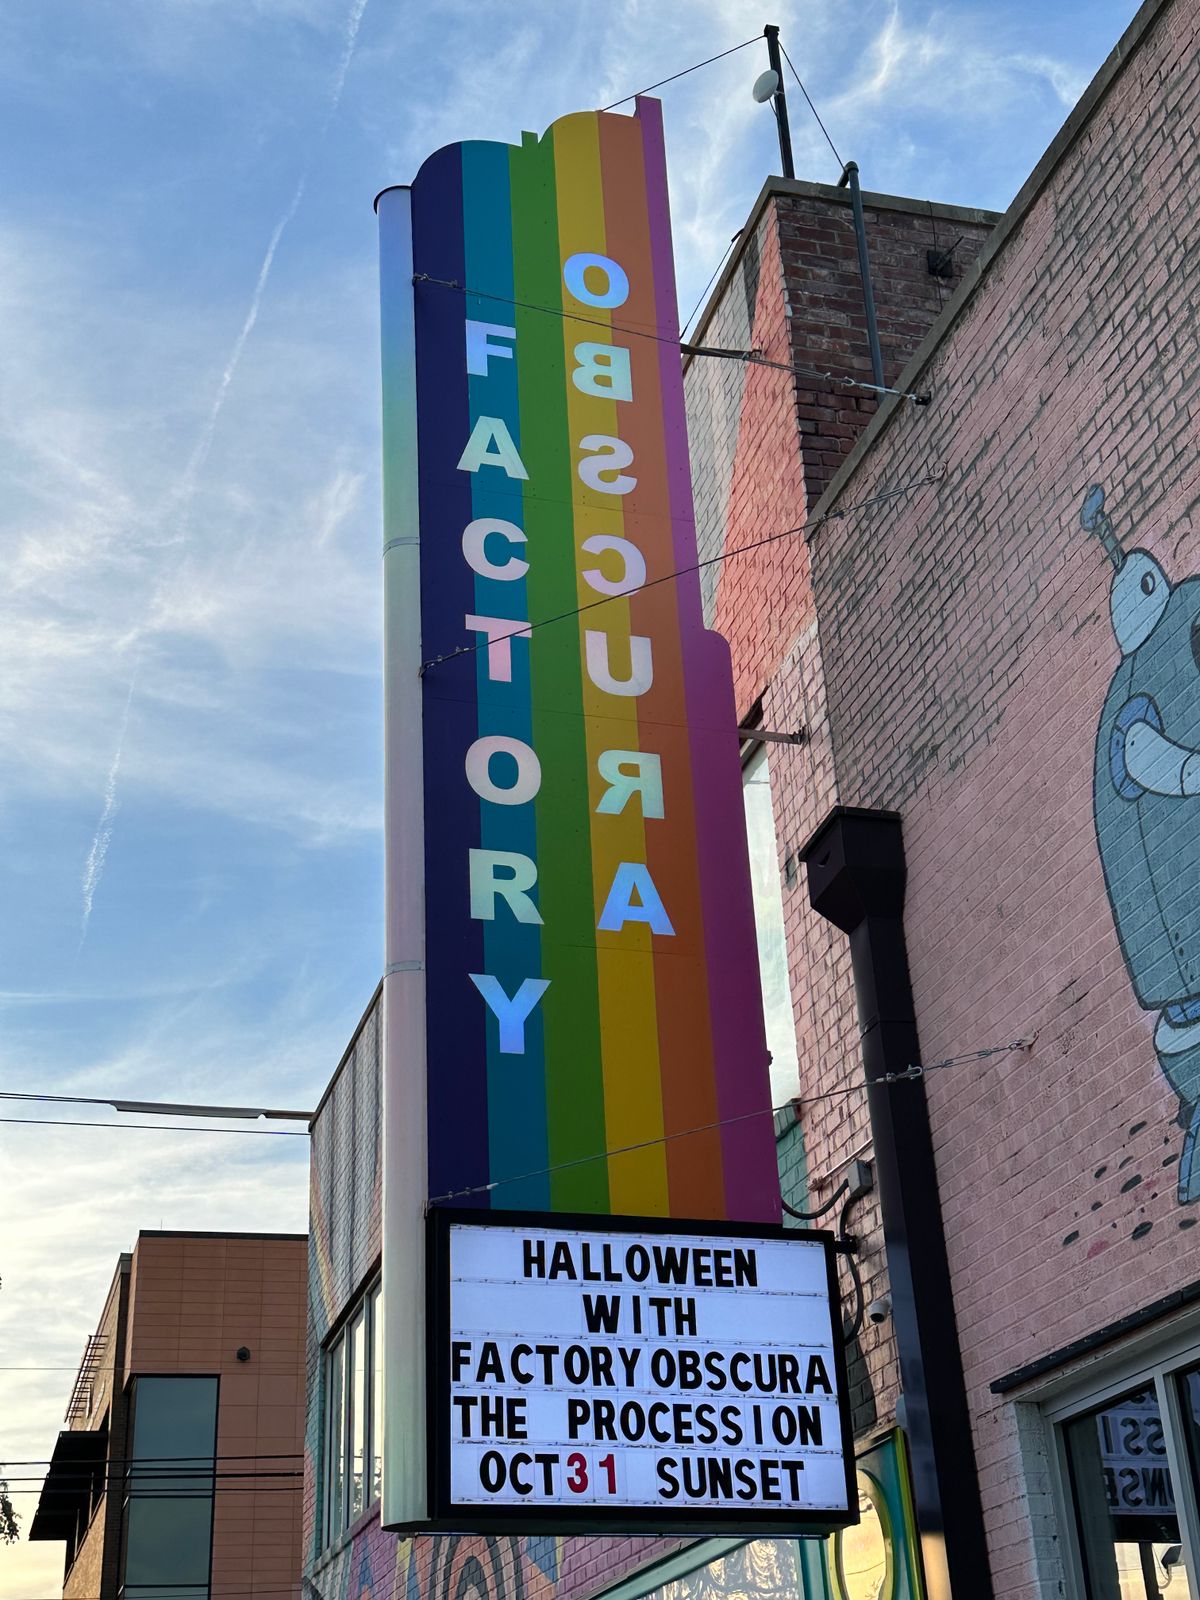 FACTORY
OBSCURA
HALLOWEEN
WITH
FACTORY OBSCURA
THE PROCESSION
OCT 31 SUNSET